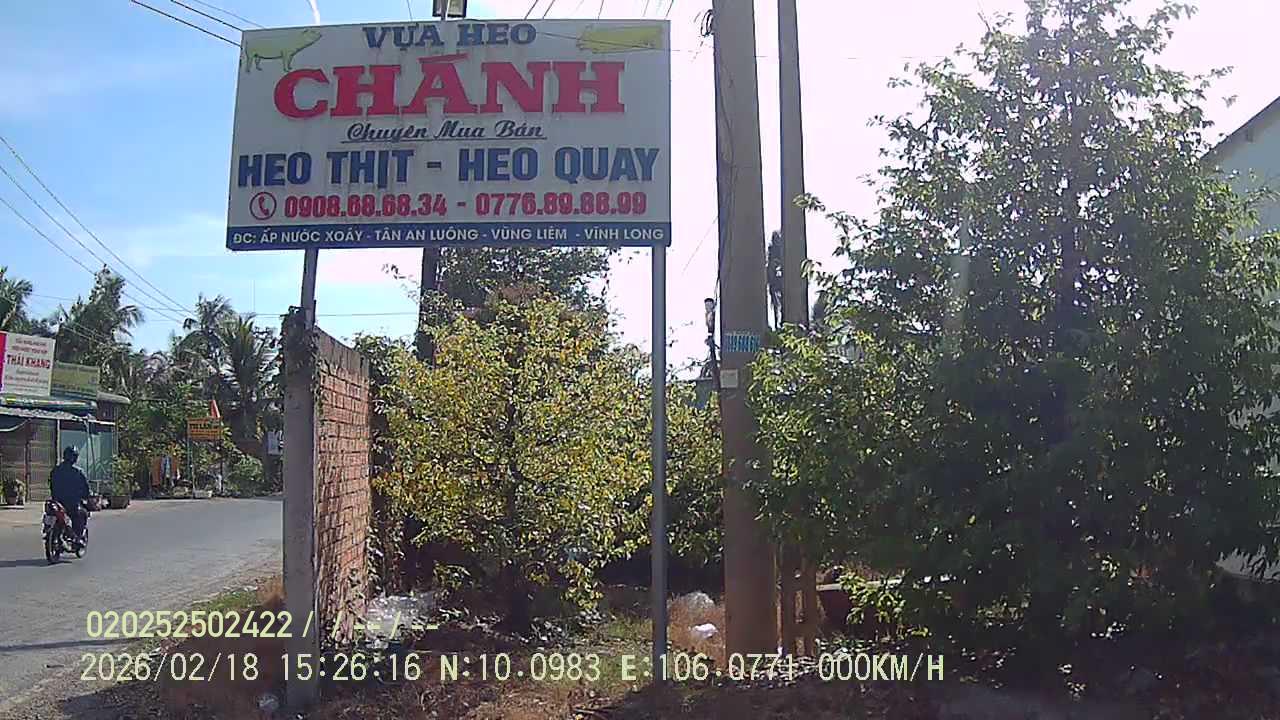 VỰA HEO
CHÁNH
Chuyên Mua Bán
HEO THỊT - HEO QUAY
0908.68.68.34 - 0776.89.88.99
ĐC: ẤP NƯỚC XOÁY - TÂN AN LUÔNG - VŨNG LIÊM - VĨNH LONG
THÁI KHANG
020252502422 / / -- / --
2026/02/18 15:26:16 N:10.0983 E:106.0771 000KM/H